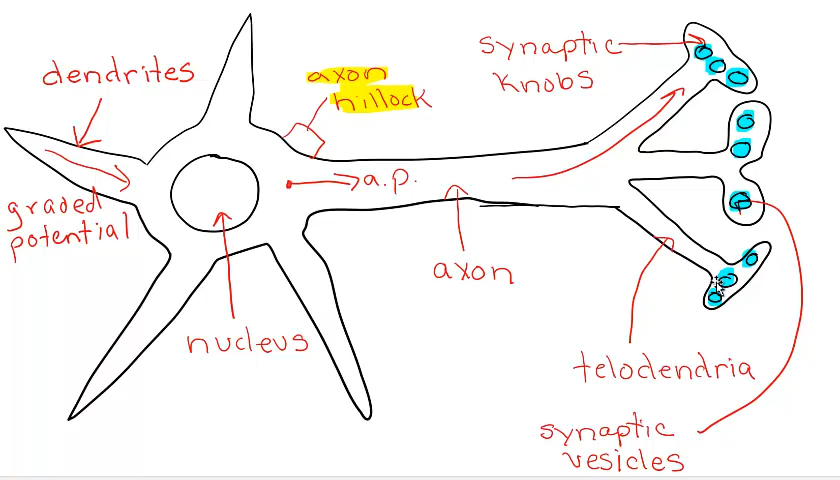 dendrites
axon
hillock
synaptic
knobs
graded
potential
a.p.
axon
nucleus
telodendria
synaptic
vesicles